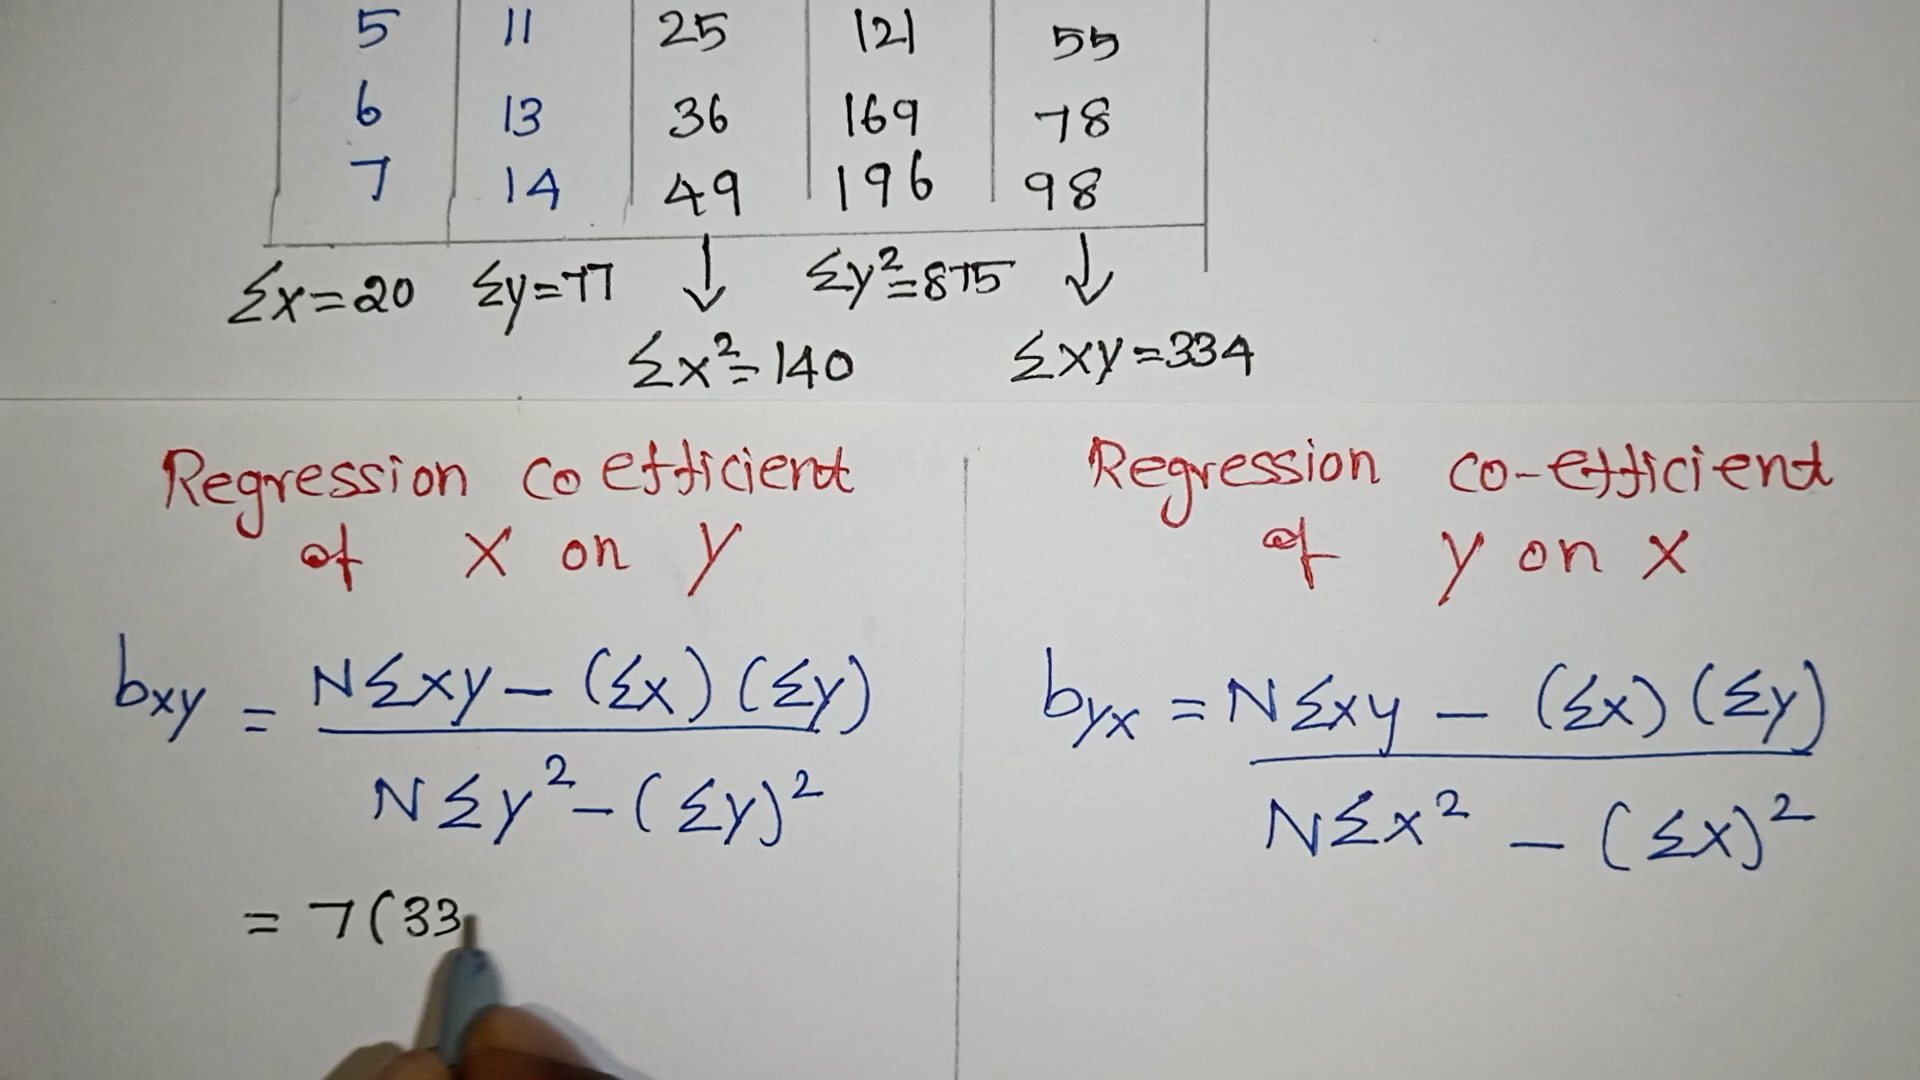 5 11 25 121 55
6 13 36 169 78
7 14 49 196 98
Σx=20 Σy=77 ↓ Σy²=875 ↓
Σx²=140 Σxy=334
Regression coefficient
of x on y
bxy = NΣxy - (Σx) (Σy)
NΣy² - (Σy)²
= 7(33
Regression co-efficient
of y on x
byx = NΣxy - (Σx) (Σy)
NΣx² - (Σx)²